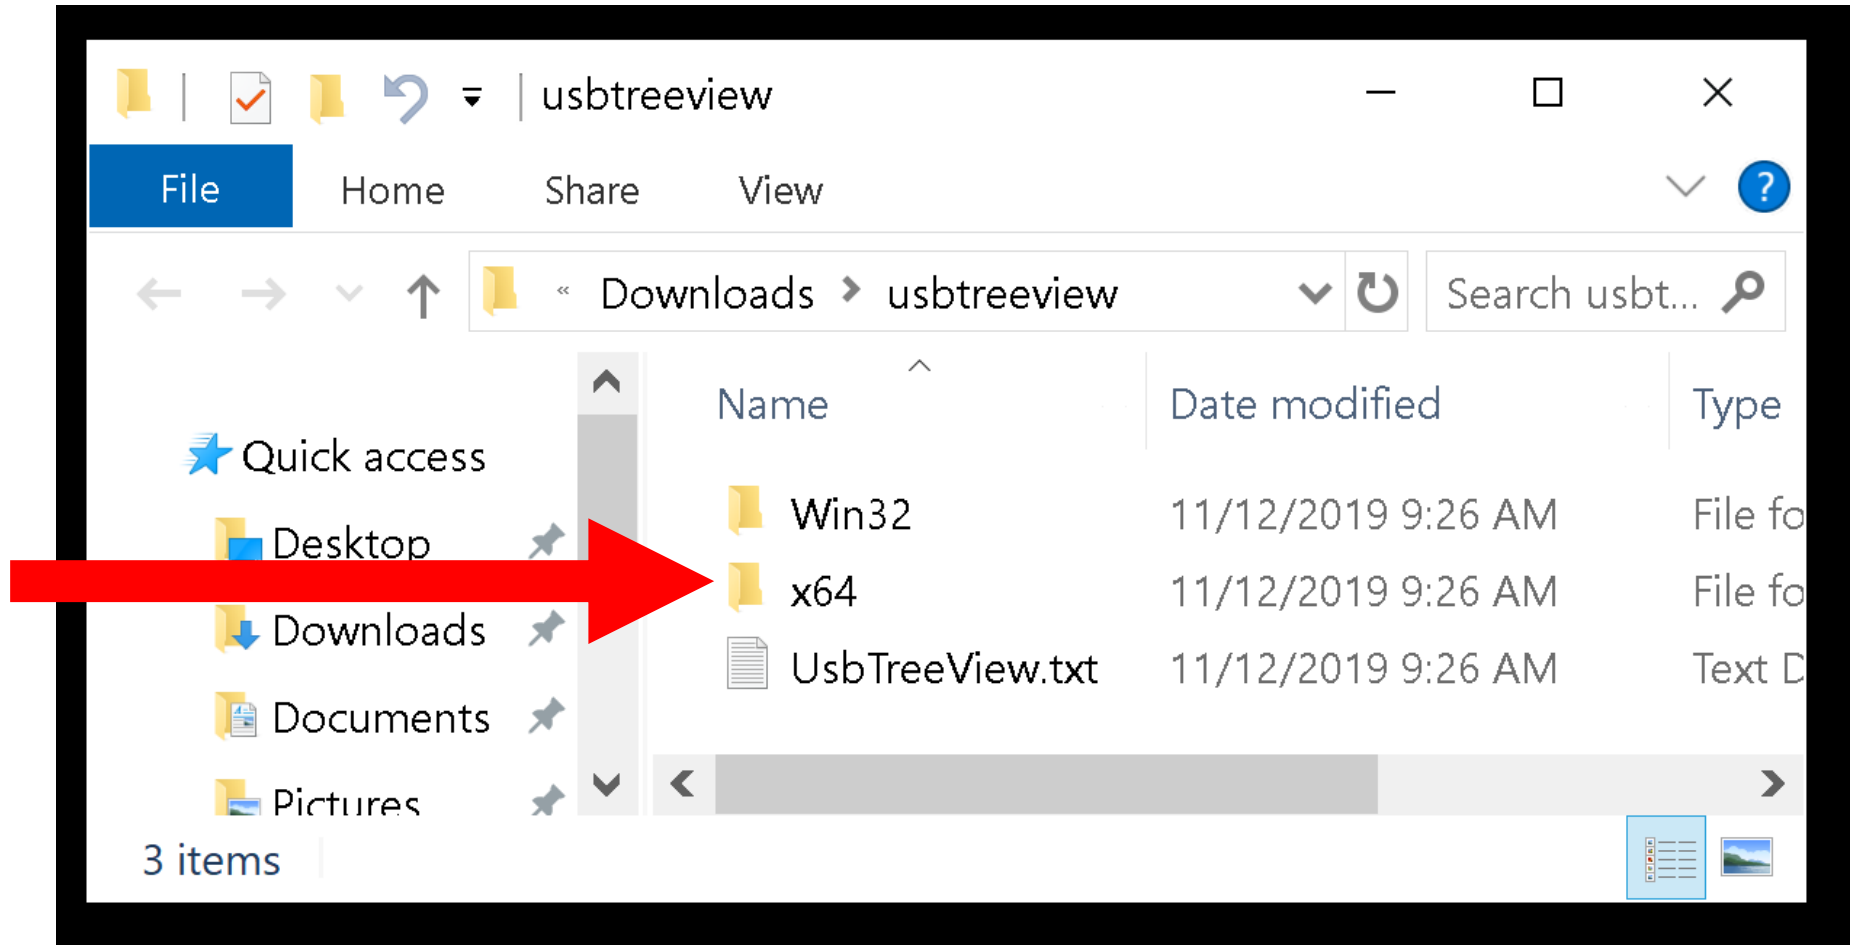 usbtreeview
File Home Share View ?
« Downloads > usbtreeview Search usbt...
Name Date modified Type
Quick access
Desktop
Downloads
Documents
Pictures
Win32 11/12/2019 9:26 AM File fo
x64 11/12/2019 9:26 AM File fo
UsbTreeView.txt 11/12/2019 9:26 AM Text D
3 items